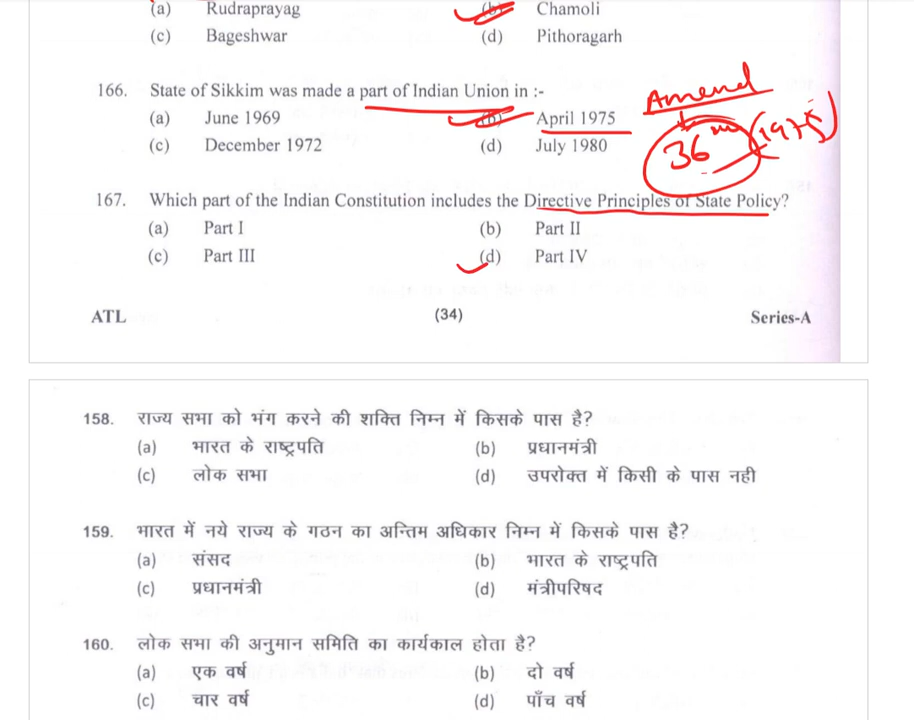 (a) Rudraprayag (b) Chamoli
(c) Bageshwar (d) Pithoragarh
166. State of Sikkim was made a part of Indian Union in :-
(a) June 1969 (b) April 1975
(c) December 1972 (d) July 1980
Amend
36 (1975)
167. Which part of the Indian Constitution includes the Directive Principles of State Policy?
(a) Part I (b) Part II
(c) Part III (d) Part IV
ATL (34) Series-A
158. राज्य सभा को भंग करने की शक्ति निम्न में किसके पास है?
(a) भारत के राष्ट्रपति (b) प्रधानमंत्री
(c) लोक सभा (d) उपरोक्त में किसी के पास नही
159. भारत में नये राज्य के गठन का अन्तिम अधिकार निम्न में किसके पास है?
(a) संसद (b) भारत के राष्ट्रपति
(c) प्रधानमंत्री (d) मंत्रीपरिषद
160. लोक सभा की अनुमान समिति का कार्यकाल होता है?
(a) एक वर्ष (b) दो वर्ष
(c) चार वर्ष (d) पाँच वर्ष